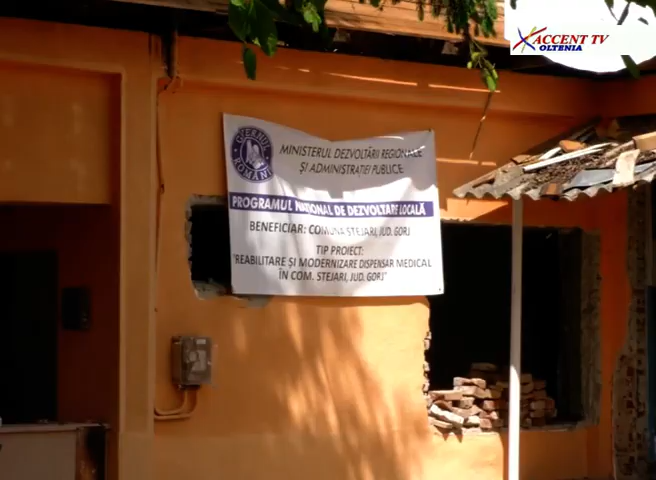 ACCENT TV
OLTENIA
GUVERNUL ROMÂNIEI
MINISTERUL DEZVOLTĂRII REGIONALE
ȘI ADMINISTRAȚIEI PUBLICE
PROGRAMUL NAȚIONAL DE DEZVOLTARE LOCALĂ
BENEFICIAR: COMUNA STEJARI, JUD. GORJ
TIP PROIECT:
"REABILITARE ȘI MODERNIZARE DISPENSAR MEDICAL
ÎN COM. STEJARI, JUD. GORJ"